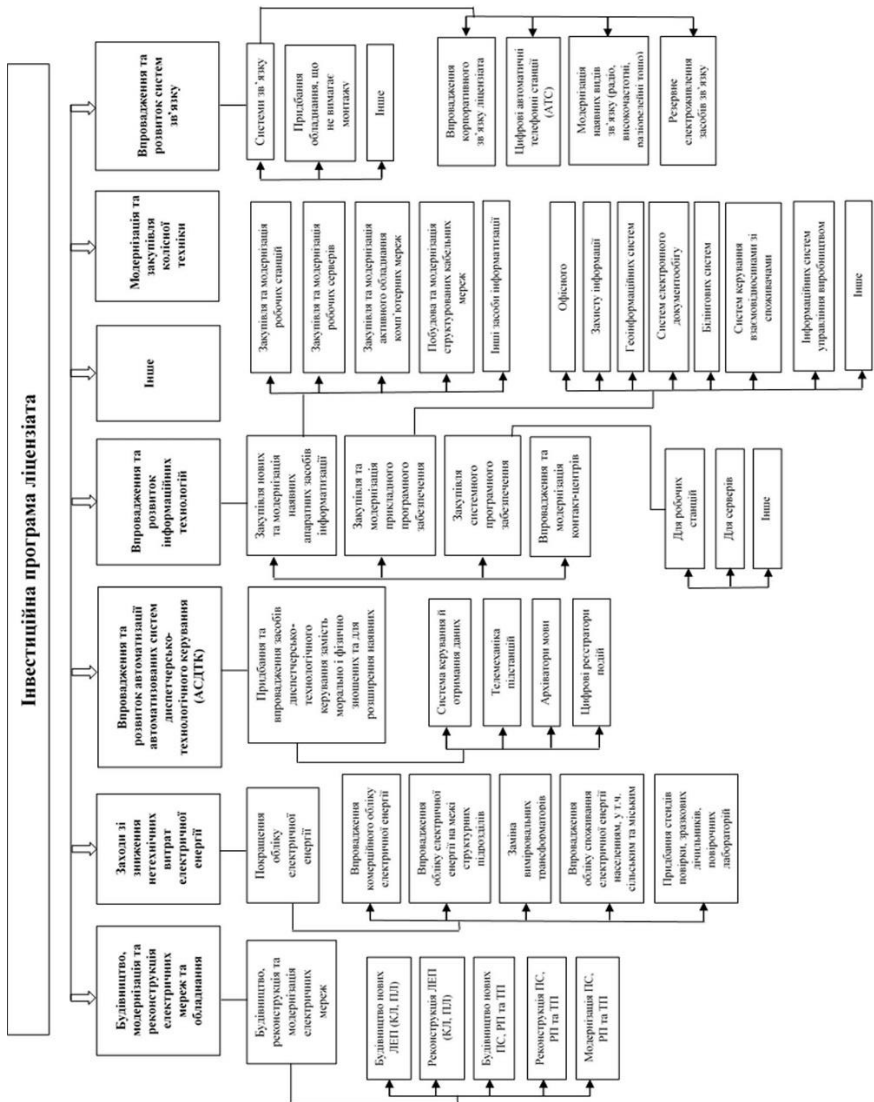 Інвестиційна програма ліцензіата
Будівництво,
модернізація та
реконструкція
електричних
мереж та
обладнання
Заходи зі
зниження
нетехнічних
витрат
електричної
енергії
Впровадження та
розвиток автоматизації
автоматизованих систем
диспетчерсько-
технологічного керування
(АСДТК)
Впровадження та
розвиток
інформаційних
технологій
Інше
Модернізація та
закупівля
колісної
техніки
Впровадження та
розвиток систем
зв’язку
Будівництво,
реконструкція та
модернізація
електричних
мереж
Будівництво нових
ЛЕП (КЛ, ПЛ)
Реконструкція ЛЕП
(КЛ, ПЛ)
Будівництво нових
ПС, РП та ТП
Реконструкція ПС,
РП та ТП
Модернізація ПС,
РП та ТП
Покращення
обліку
електричної
енергії
Впровадження
комерційного обліку
електричної енергії
Впровадження
обліку електричної
енергії на межі
структурних
підрозділів
Заміна
вимірювальних
трансформаторів
Впровадження
обліку споживання
електричної енергії
населенням, у т.ч.
сільським та міським
Придбання стендів
повірки, зразкових
лічильників,
повірочних
лабораторій
Придбання та
впровадження засобів
диспетчерсько-
технологічного
керування замість
морально і фізично
зношених та для
розширення наявних
Система керування й
отримання даних
Телемеханіка
підстанцій
Архіватори мови
Цифрові реєстратори
подій
Закупівля нових
та модернізація
наявних
апаратних засобів
інформатизації
Закупівля та
модернізація
прикладного
програмного
забезпечення
Закупівля
системного
програмного
забезпечення
Впровадження та
модернізація
контакт-центрів
Для робочих
станцій
Для серверів
Інше
Закупівля та модернізація
робочих станцій
Закупівля та модернізація
робочих серверів
Закупівля та модернізація
активного обладнання
комп’ютерних мереж
Побудова та модернізація
структурованих кабельних
мереж
Інші засоби інформатизації
Офісного
Захисту інформації
Геоінформаційних систем
Систем електронного
документообігу
Білінгових систем
Систем керування
взаємовідносинами зі
споживачами
Інформаційних систем
управління виробництвом
Інше
Системи зв’язку
Придбання
обладнання, що
не вимагає
монтажу
Інше
Впровадження
корпоративного
зв’язку ліцензіата
Цифрові автоматичні
телефонні станції
(АТС)
Модернізація
наявних видів
зв’язку (радіо,
високочастотні,
радіорелейні тощо)
Резервне
електроживлення
засобів зв’язку